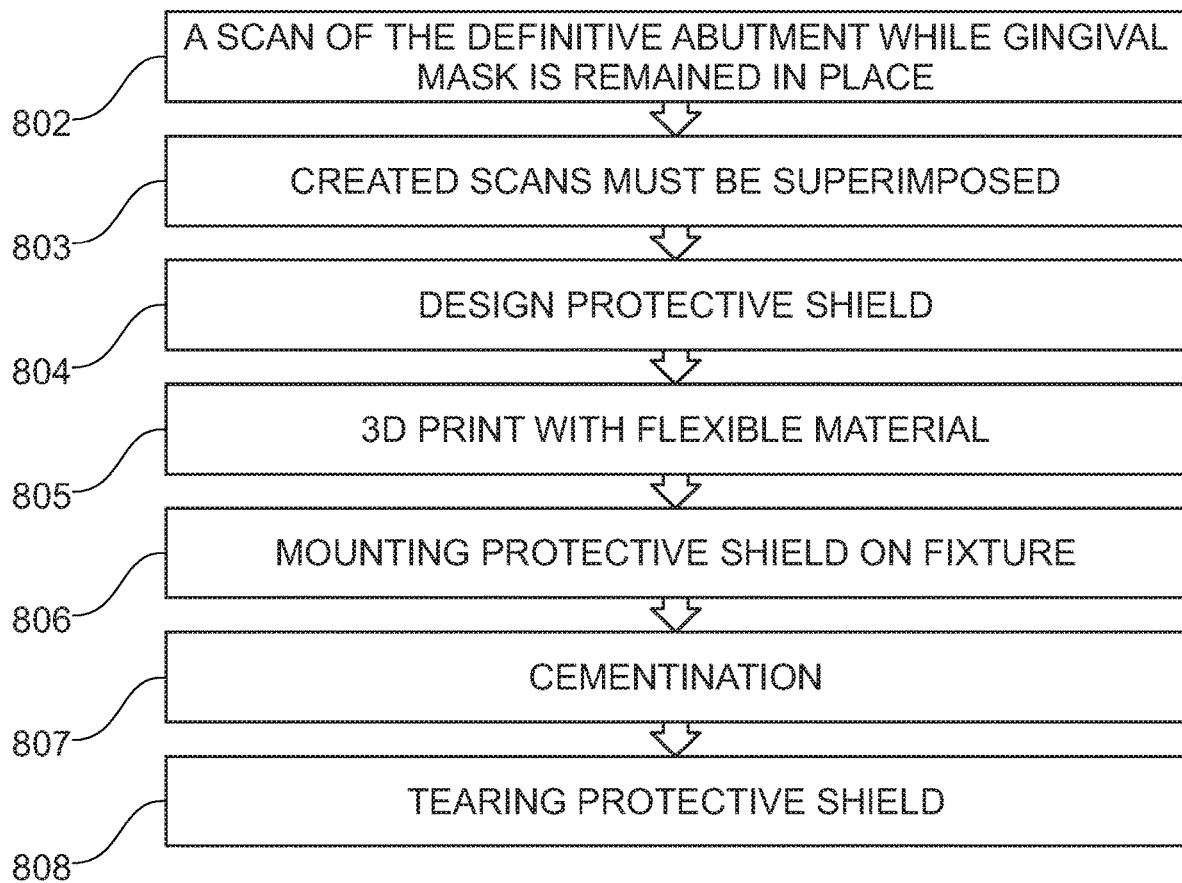 A SCAN OF THE DEFINITIVE ABUTMENT WHILE GINGIVAL
MASK IS REMAINED IN PLACE
802
CREATED SCANS MUST BE SUPERIMPOSED
803
DESIGN PROTECTIVE SHIELD
804
3D PRINT WITH FLEXIBLE MATERIAL
805
MOUNTING PROTECTIVE SHIELD ON FIXTURE
806
CEMENTINATION
807
TEARING PROTECTIVE SHIELD
808